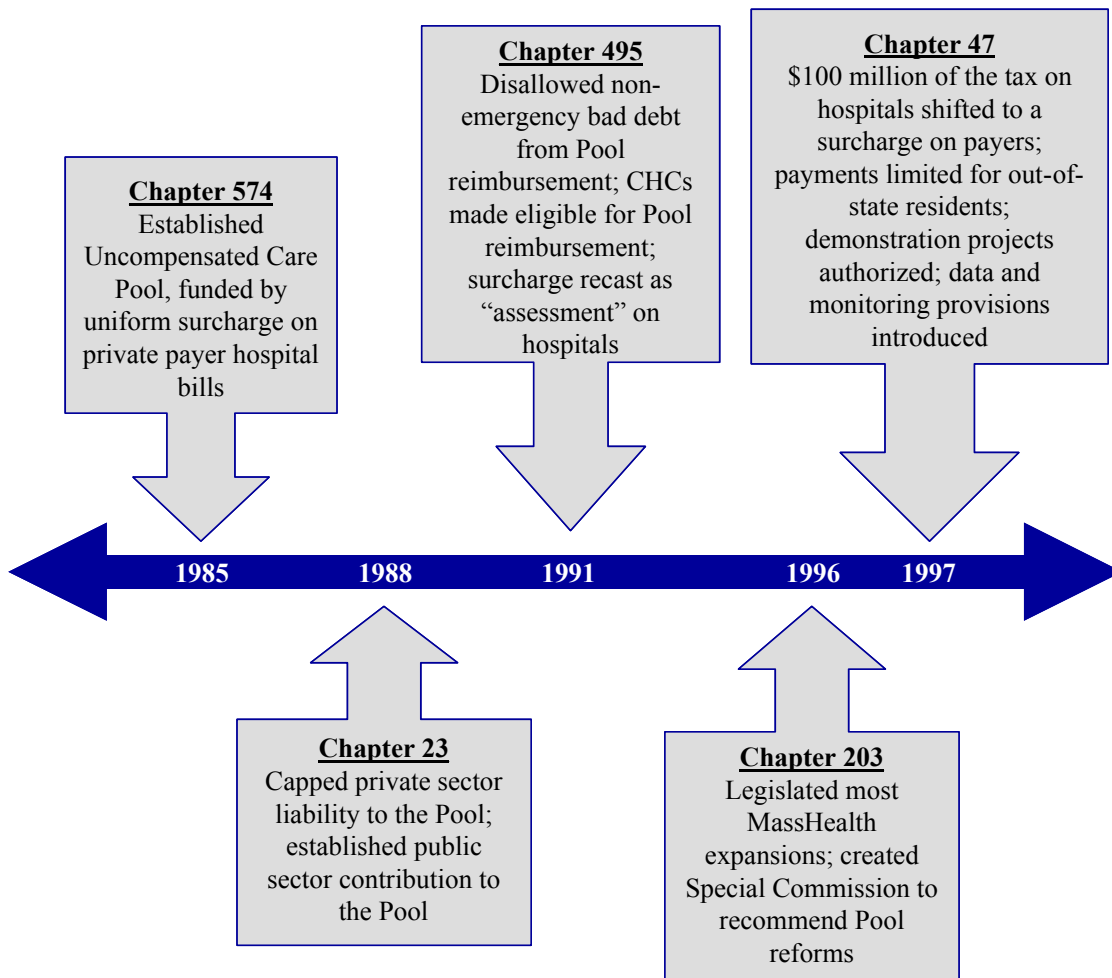 Chapter 574
Established
Uncompensated Care
Pool, funded by
uniform surcharge on
private payer hospital
bills
Chapter 495
Disallowed non-
emergency bad debt
from Pool
reimbursement; CHCs
made eligible for Pool
reimbursement;
surcharge recast as
“assessment” on
hospitals
Chapter 47
$100 million of the tax on
hospitals shifted to a
surcharge on payers;
payments limited for out-of-
state residents;
demonstration projects
authorized; data and
monitoring provisions
introduced
1985
1988
1991
1996
1997
Chapter 23
Capped private sector
liability to the Pool;
established public
sector contribution to
the Pool
Chapter 203
Legislated most
MassHealth
expansions; created
Special Commission to
recommend Pool
reforms